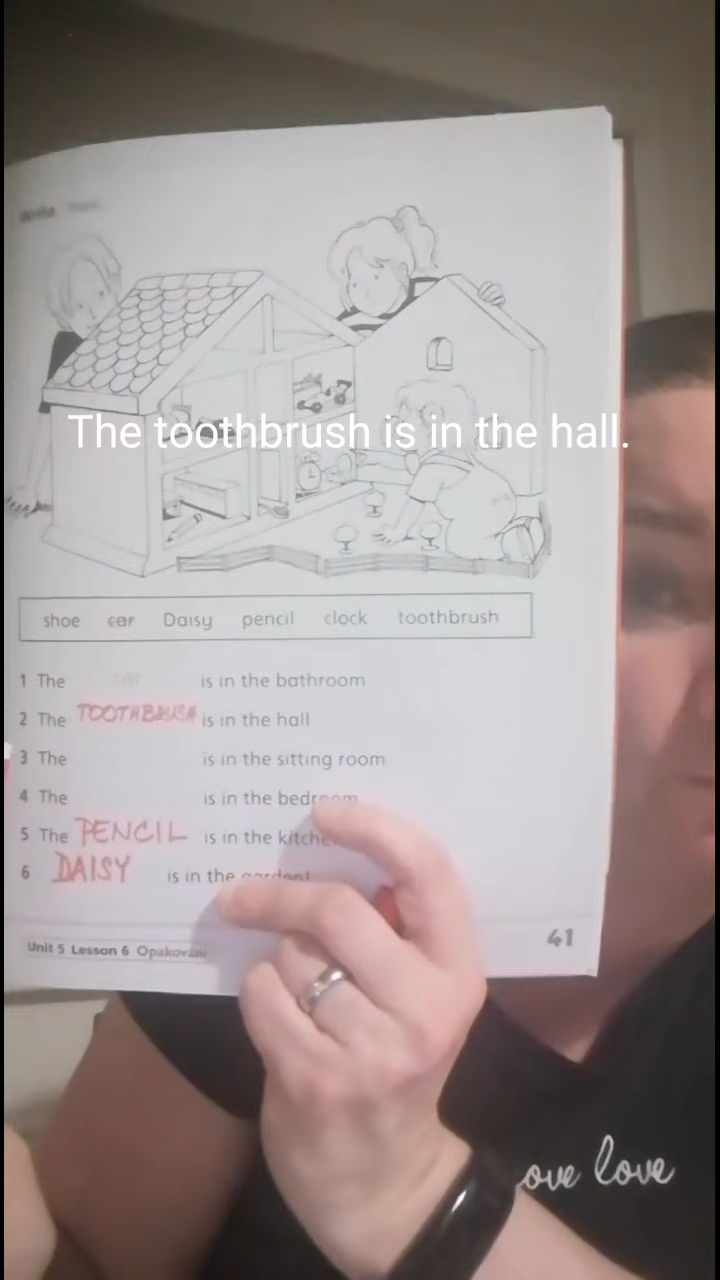 The toothbrush is in the hall.
shoe car Daisy pencil clock toothbrush
1 The car is in the bathroom
2 The TOOTHBRUSH is in the hall
3 The is in the sitting room
4 The is in the bedroom
5 The PENCIL is in the kitchen
6 DAISY is in the garden!
Unit 5 Lesson 6 Opakování
41
ove love